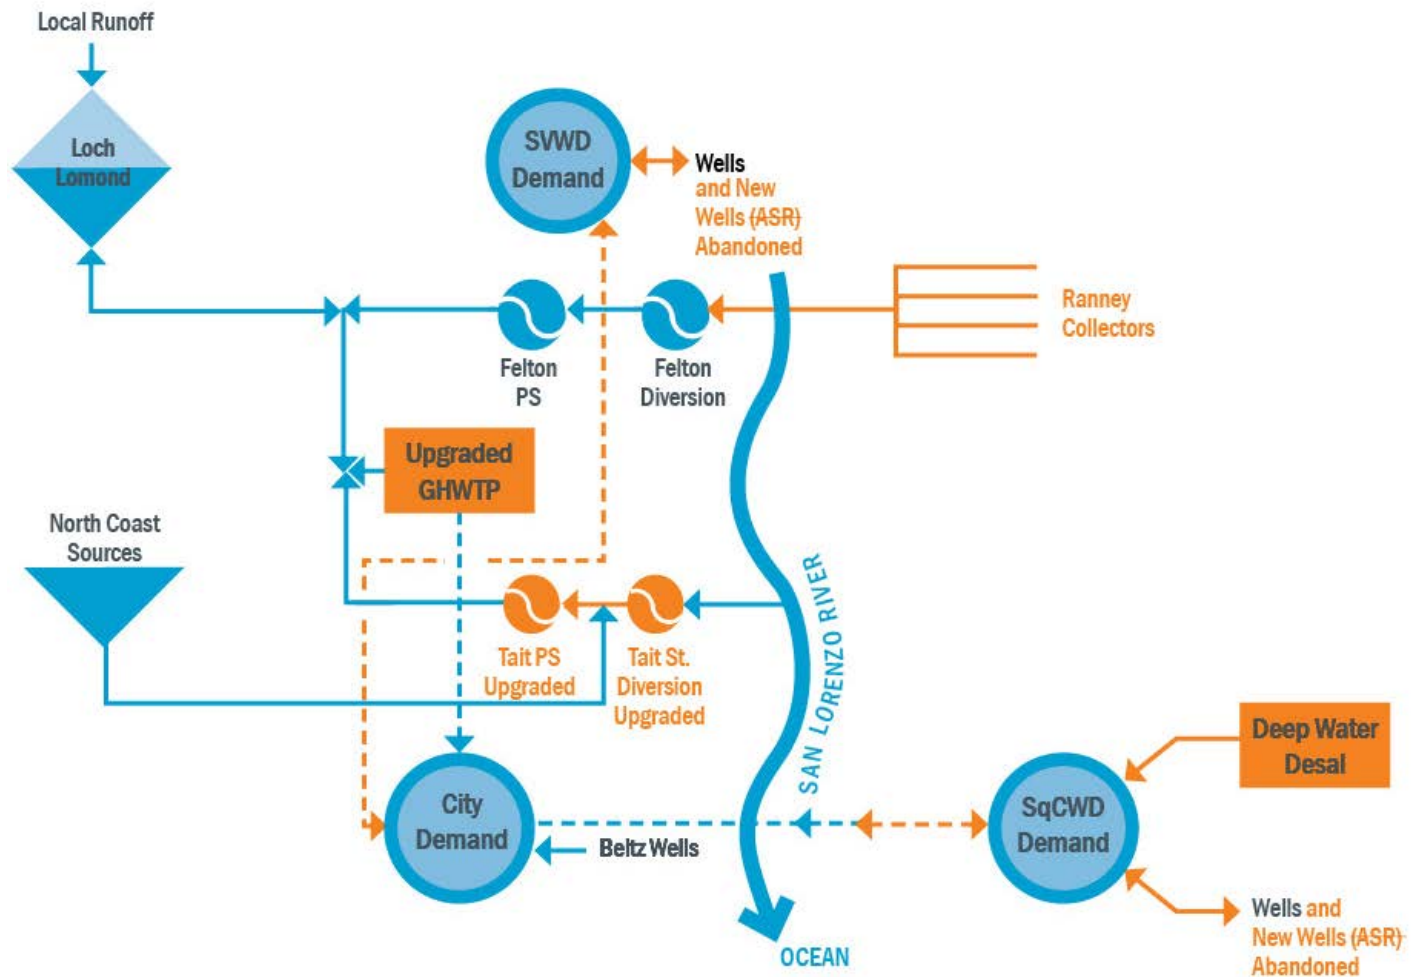 Local Runoff
Loch
Lomond
SVWD
Demand
Wells
and New
Wells (ASR)
Abandoned
Ranney
Collectors
Felton
PS
Felton
Diversion
Upgraded
GHWTP
North Coast
Sources
Tait PS
Upgraded
Tait St.
Diversion
Upgraded
SAN LORENZO RIVER
Deep Water
Desal
City
Demand
Beltz Wells
SqCWD
Demand
Wells and
New Wells (ASR)
Abandoned
OCEAN